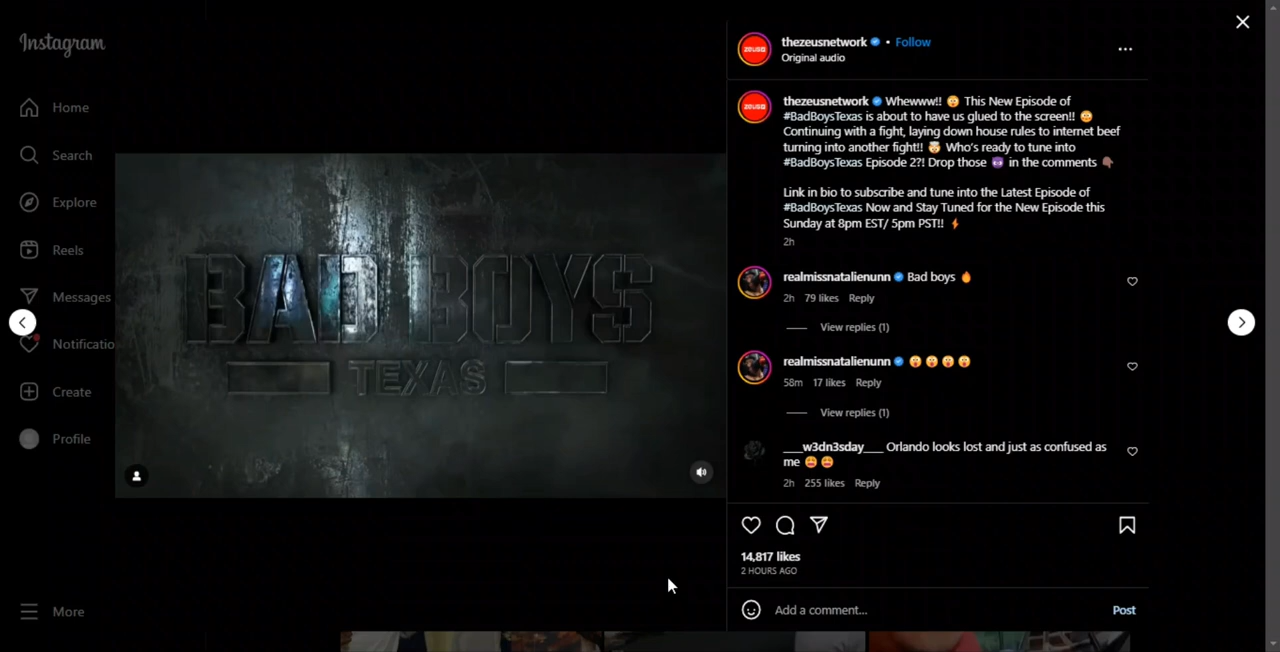 Instagram
Home
Search
Explore
Reels
Messages
Notificatio
Create
Profile
More
BAD BOYS
TEXAS
zeus
thezeusnetwork • Follow
Original audio
zeus
thezeusnetwork Whewww!! 😳 This New Episode of
#BadBoysTexas is about to have us glued to the screen!! 😳
Continuing with a fight, laying down house rules to internet beef
turning into another fight!! 🤯 Who's ready to tune into
#BadBoysTexas Episode 2?! Drop those 😈 in the comments 👇🏾
Link in bio to subscribe and tune into the Latest Episode of
#BadBoysTexas Now and Stay Tuned for the New Episode this
Sunday at 8pm EST/ 5pm PST!! ⚡
2h
realmissnatalienunn Bad boys 🔥
2h 79 likes Reply
View replies (1)
realmissnatalienunn 😲 😲 😲 😲
58m 17 likes Reply
View replies (1)
___w3dn3sday___ Orlando looks lost and just as confused as
me 😩 😩
2h 255 likes Reply
14,817 likes
2 HOURS AGO
Add a comment...
Post